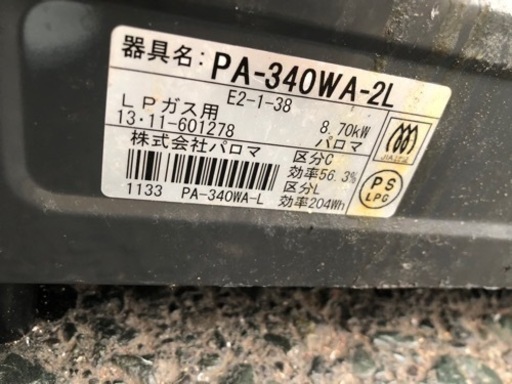 器具名: PA-340WA-2L
E2-1-38
LPガス用 8.70kW
13・11-601278 パロマ
株式会社パロマ 区分C
効率56.3%
区分L
1133 PA-340WA-L 効率204Wh
PS
LPG